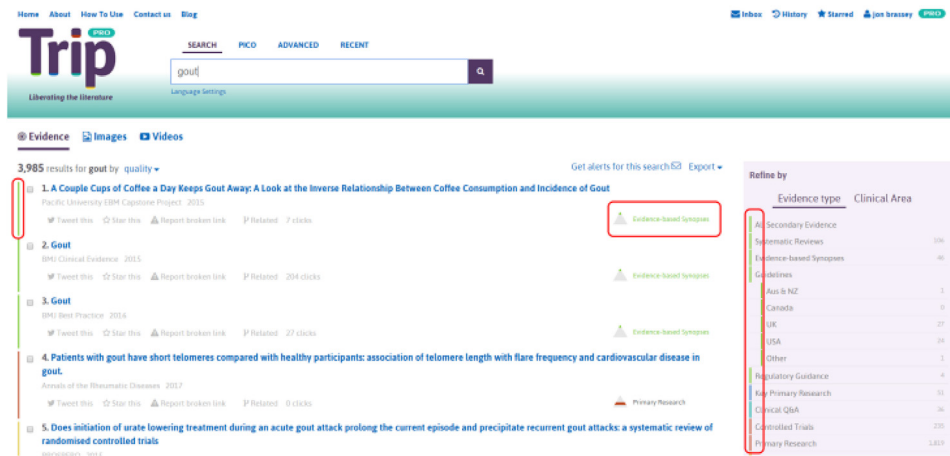 Home About How To Use Contact us Blog
Inbox History Starred jon brassey PRO
Trip PRO
Liberating the literature
SEARCH PICO ADVANCED RECENT
gout
Language Settings
Evidence Images Videos
3,985 results for gout by quality
Get alerts for this search Export
1. A Couple Cups of Coffee a Day Keeps Gout Away: A Look at the Inverse Relationship Between Coffee Consumption and Incidence of Gout
Pacific University EBM Capstone Project 2015
Tweet this Star this Report broken link Related 7 clicks
Evidence-based Synopses
2. Gout
BMJ Clinical Evidence 2015
Tweet this Star this Report broken link Related 204 clicks
Evidence-based Synopses
3. Gout
BMJ Best Practice 2016
Tweet this Star this Report broken link Related 27 clicks
Evidence-based Synopses
4. Patients with gout have short telomeres compared with healthy participants: association of telomere length with flare frequency and cardiovascular disease in
gout.
Annals of the Rheumatic Diseases 2017
Tweet this Star this Report broken link Related 0 clicks
Primary Research
5. Does initiation of urate lowering treatment during an acute gout attack prolong the current episode and precipitate recurrent gout attacks: a systematic review of
randomised controlled trials
Refine by
Evidence type Clinical Area
All Secondary Evidence
Systematic Reviews
Evidence-based Synopses
Guidelines
Aus & NZ 1
Canada 0
UK
USA
Other 1
Regulatory Guidance 4
Key Primary Research
Clinical Q&A
Controlled Trials
Primary Research